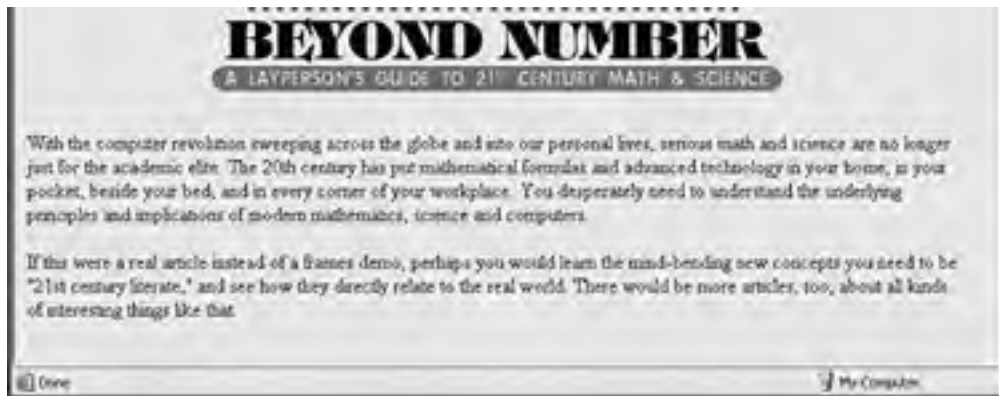 BEYOND NUMBER
A LAYPERSON'S GUIDE TO 21ST CENTURY MATH & SCIENCE
With the computer revolution sweeping across the globe and into our personal lives, serious math and science are no longer
just for the academic elite. The 20th century has put mathematical formulas and advanced technology in your home, in your
pocket, beside your bed, and in every corner of your workplace. You desperately need to understand the underlying
principles and implications of modern mathematics, science and computers.
If this were a real article instead of a frames demo, perhaps you would learn the mind-bending new concepts you need to be
"21st century literate," and see how they directly relate to the real world. There would be more articles, too, about all kinds
of interesting things like that.
Done
My Computer